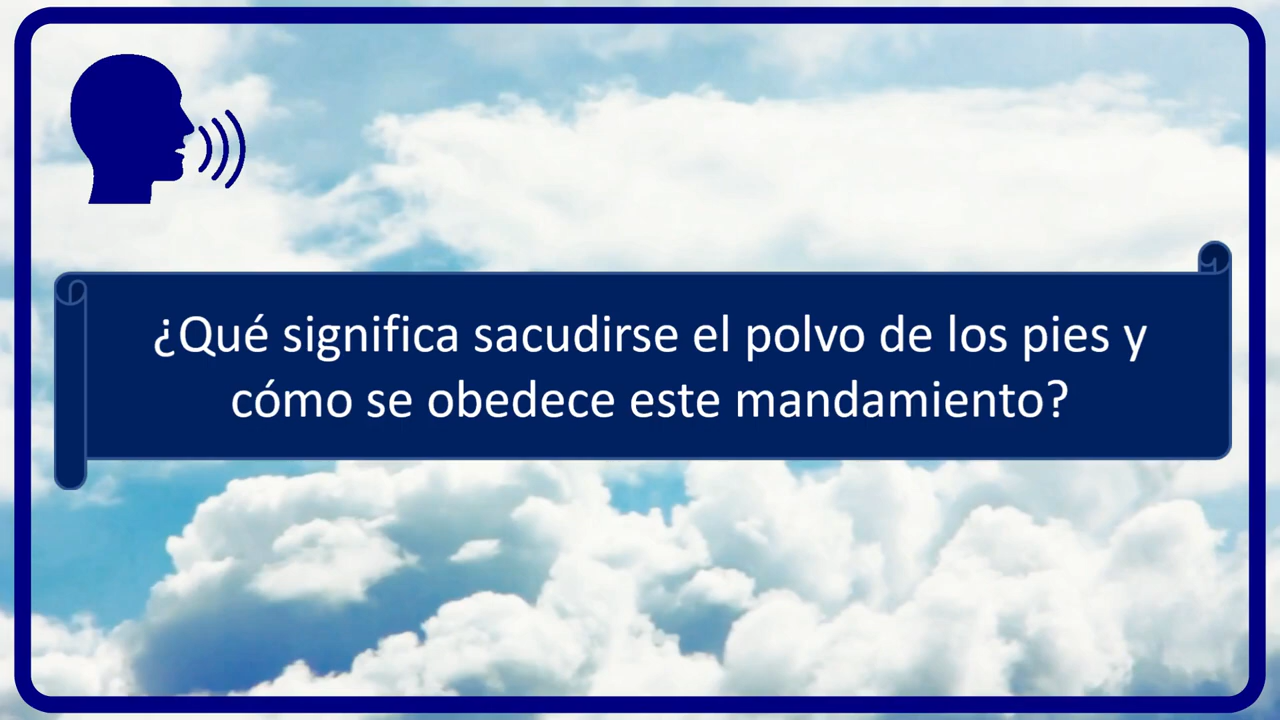 ¿Qué significa sacudirse el polvo de los pies y
cómo se obedece este mandamiento?